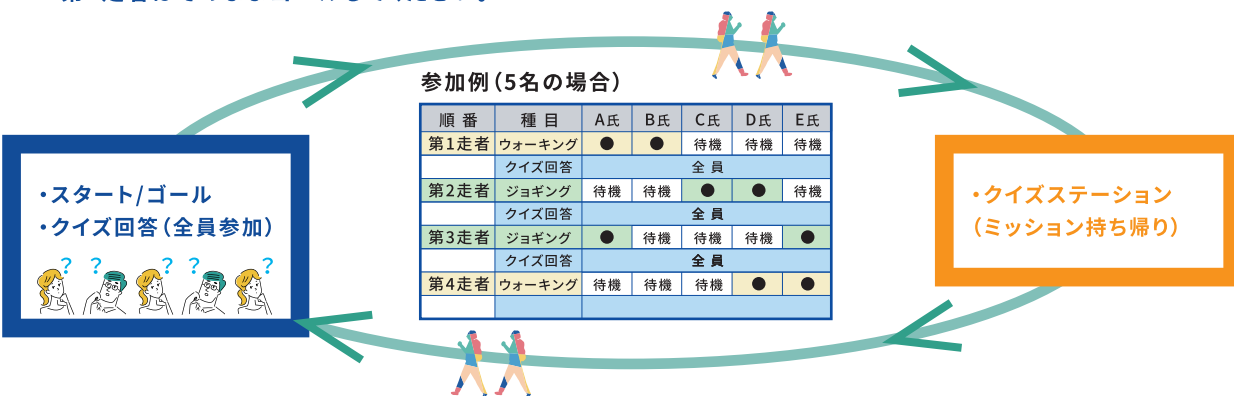 参加例（5名の場合）
順番 種目 A氏 B氏 C氏 D氏 E氏
第1走者 ウォーキング ● ● 待機 待機 待機
クイズ回答 全員
第2走者 ジョギング 待機 待機 ● ● 待機
クイズ回答 全員
第3走者 ジョギング ● 待機 待機 待機 ●
クイズ回答 全員
第4走者 ウォーキング 待機 待機 待機 ● ●
・スタート/ゴール
・クイズ回答（全員参加）
? ? ? ? ?
・クイズステーション
（ミッション持ち帰り）